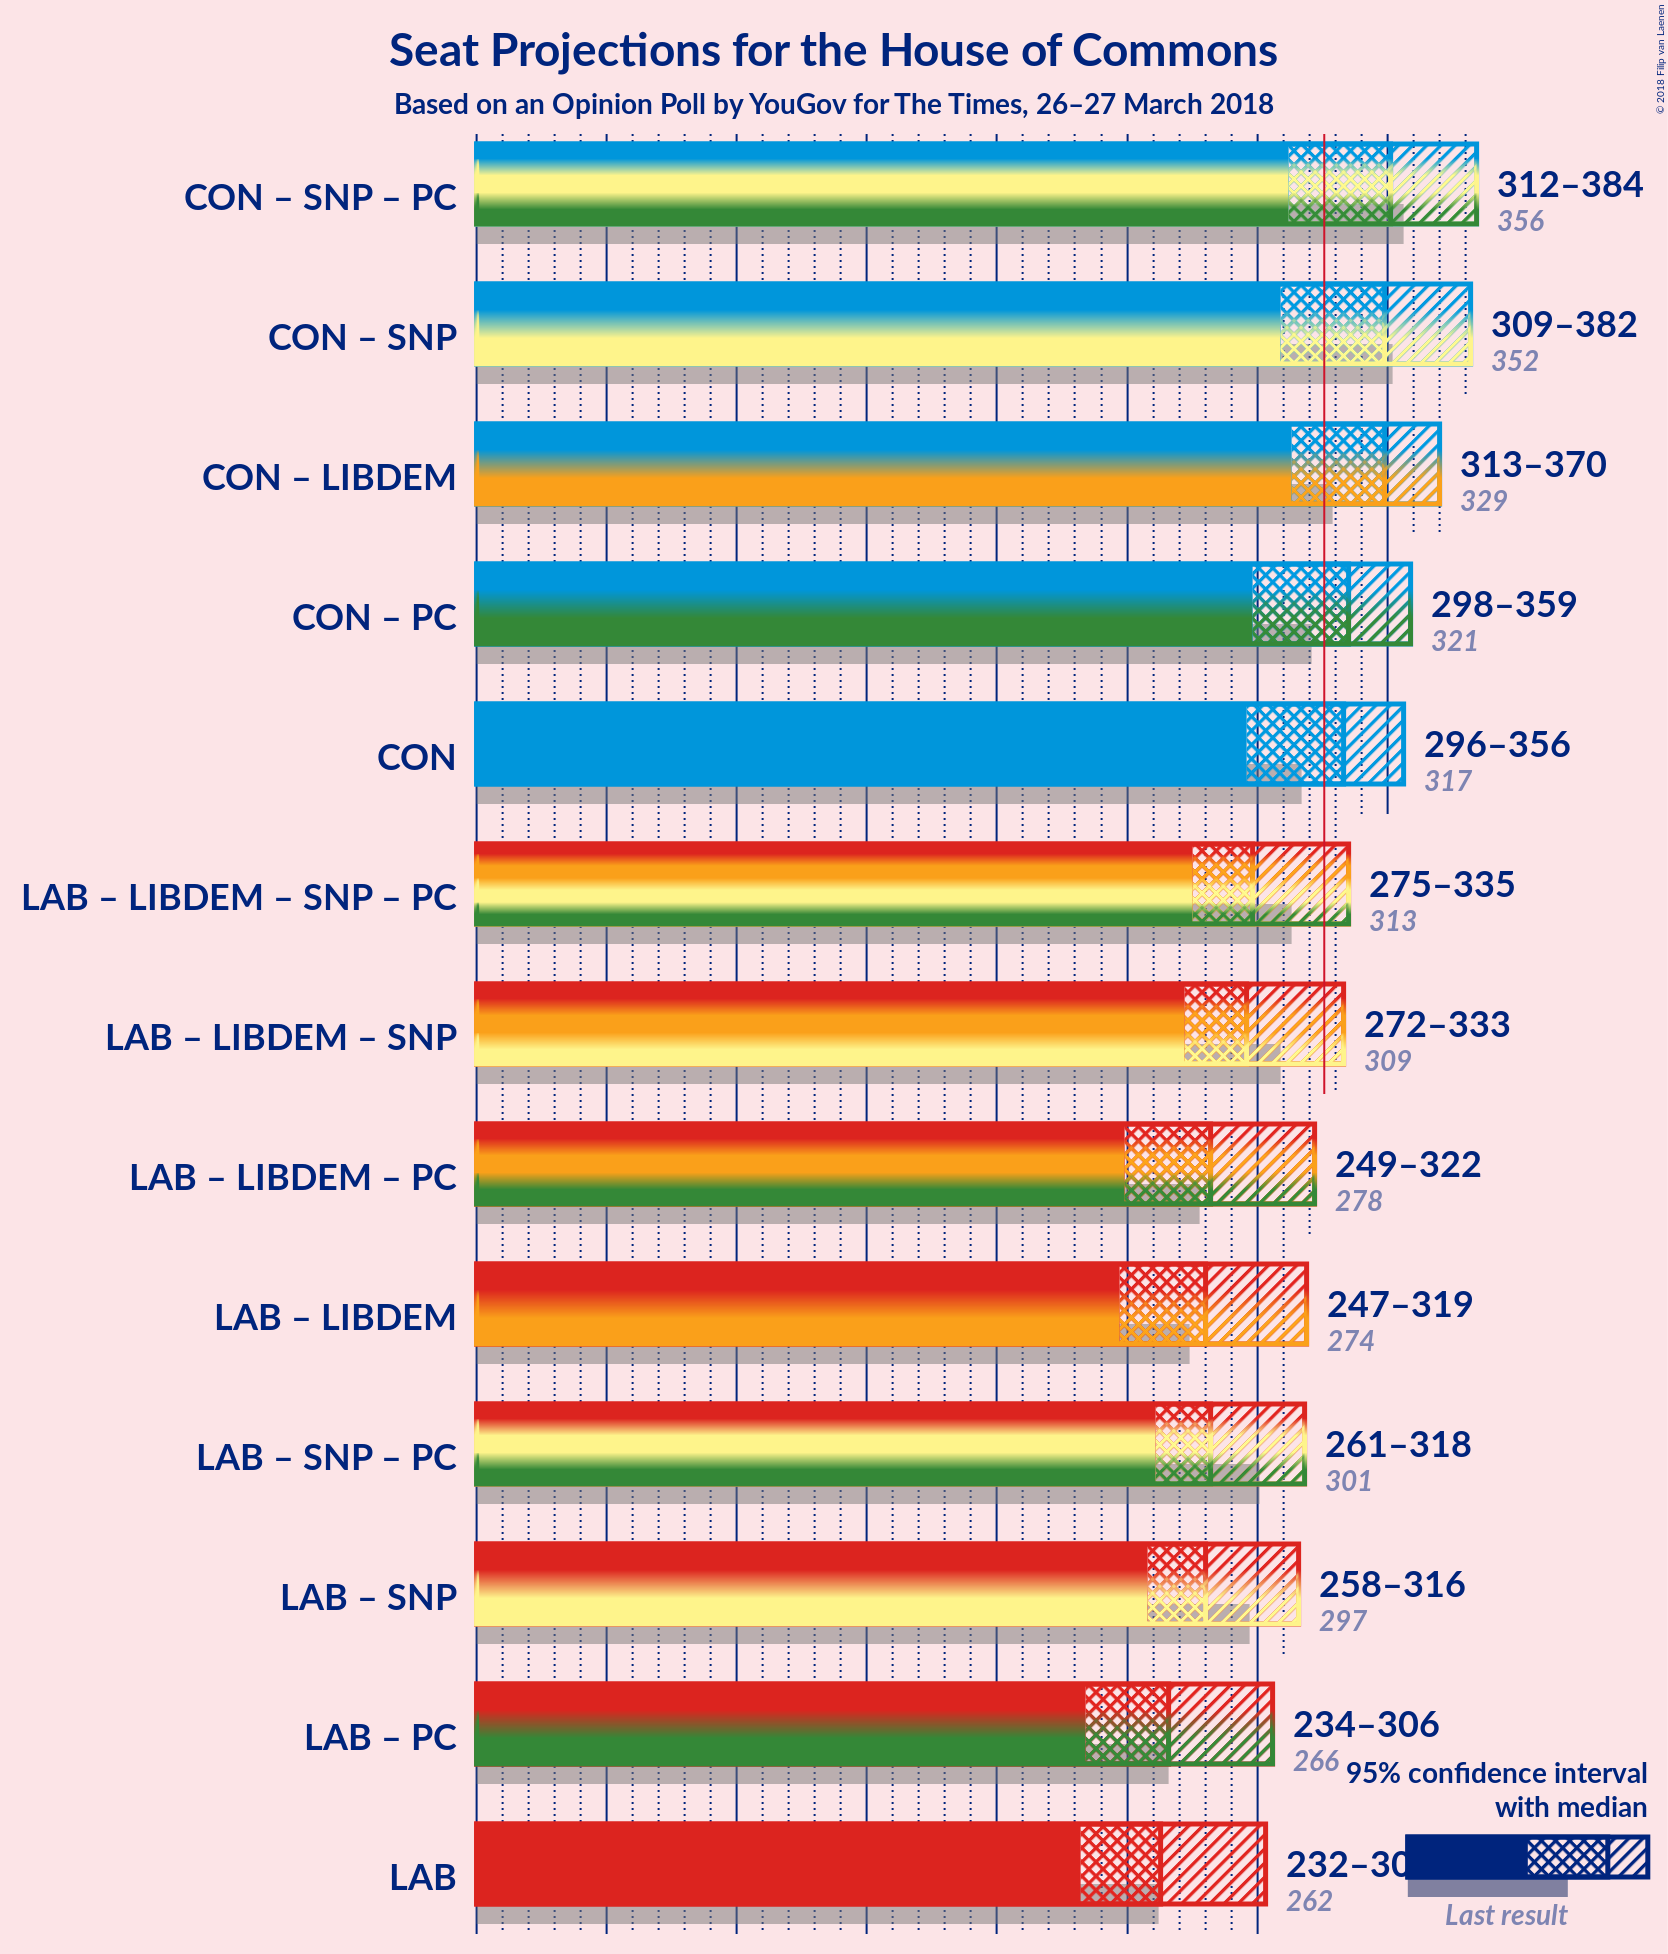 © 2018 Filip van Laenen
Seat Projections for the House of Commons
Based on an Opinion Poll by YouGov for The Times, 26–27 March 2018
CON – SNP – PC
312–384
356
CON – SNP
309–382
352
CON – LIBDEM
313–370
329
CON – PC
298–359
321
CON
296–356
317
LAB – LIBDEM – SNP – PC
275–335
313
LAB – LIBDEM – SNP
272–333
309
LAB – LIBDEM – PC
249–322
278
LAB – LIBDEM
247–319
274
LAB – SNP – PC
261–318
301
LAB – SNP
258–316
297
LAB – PC
234–306
266
95% confidence interval
with median
LAB
232–30
262
Last result